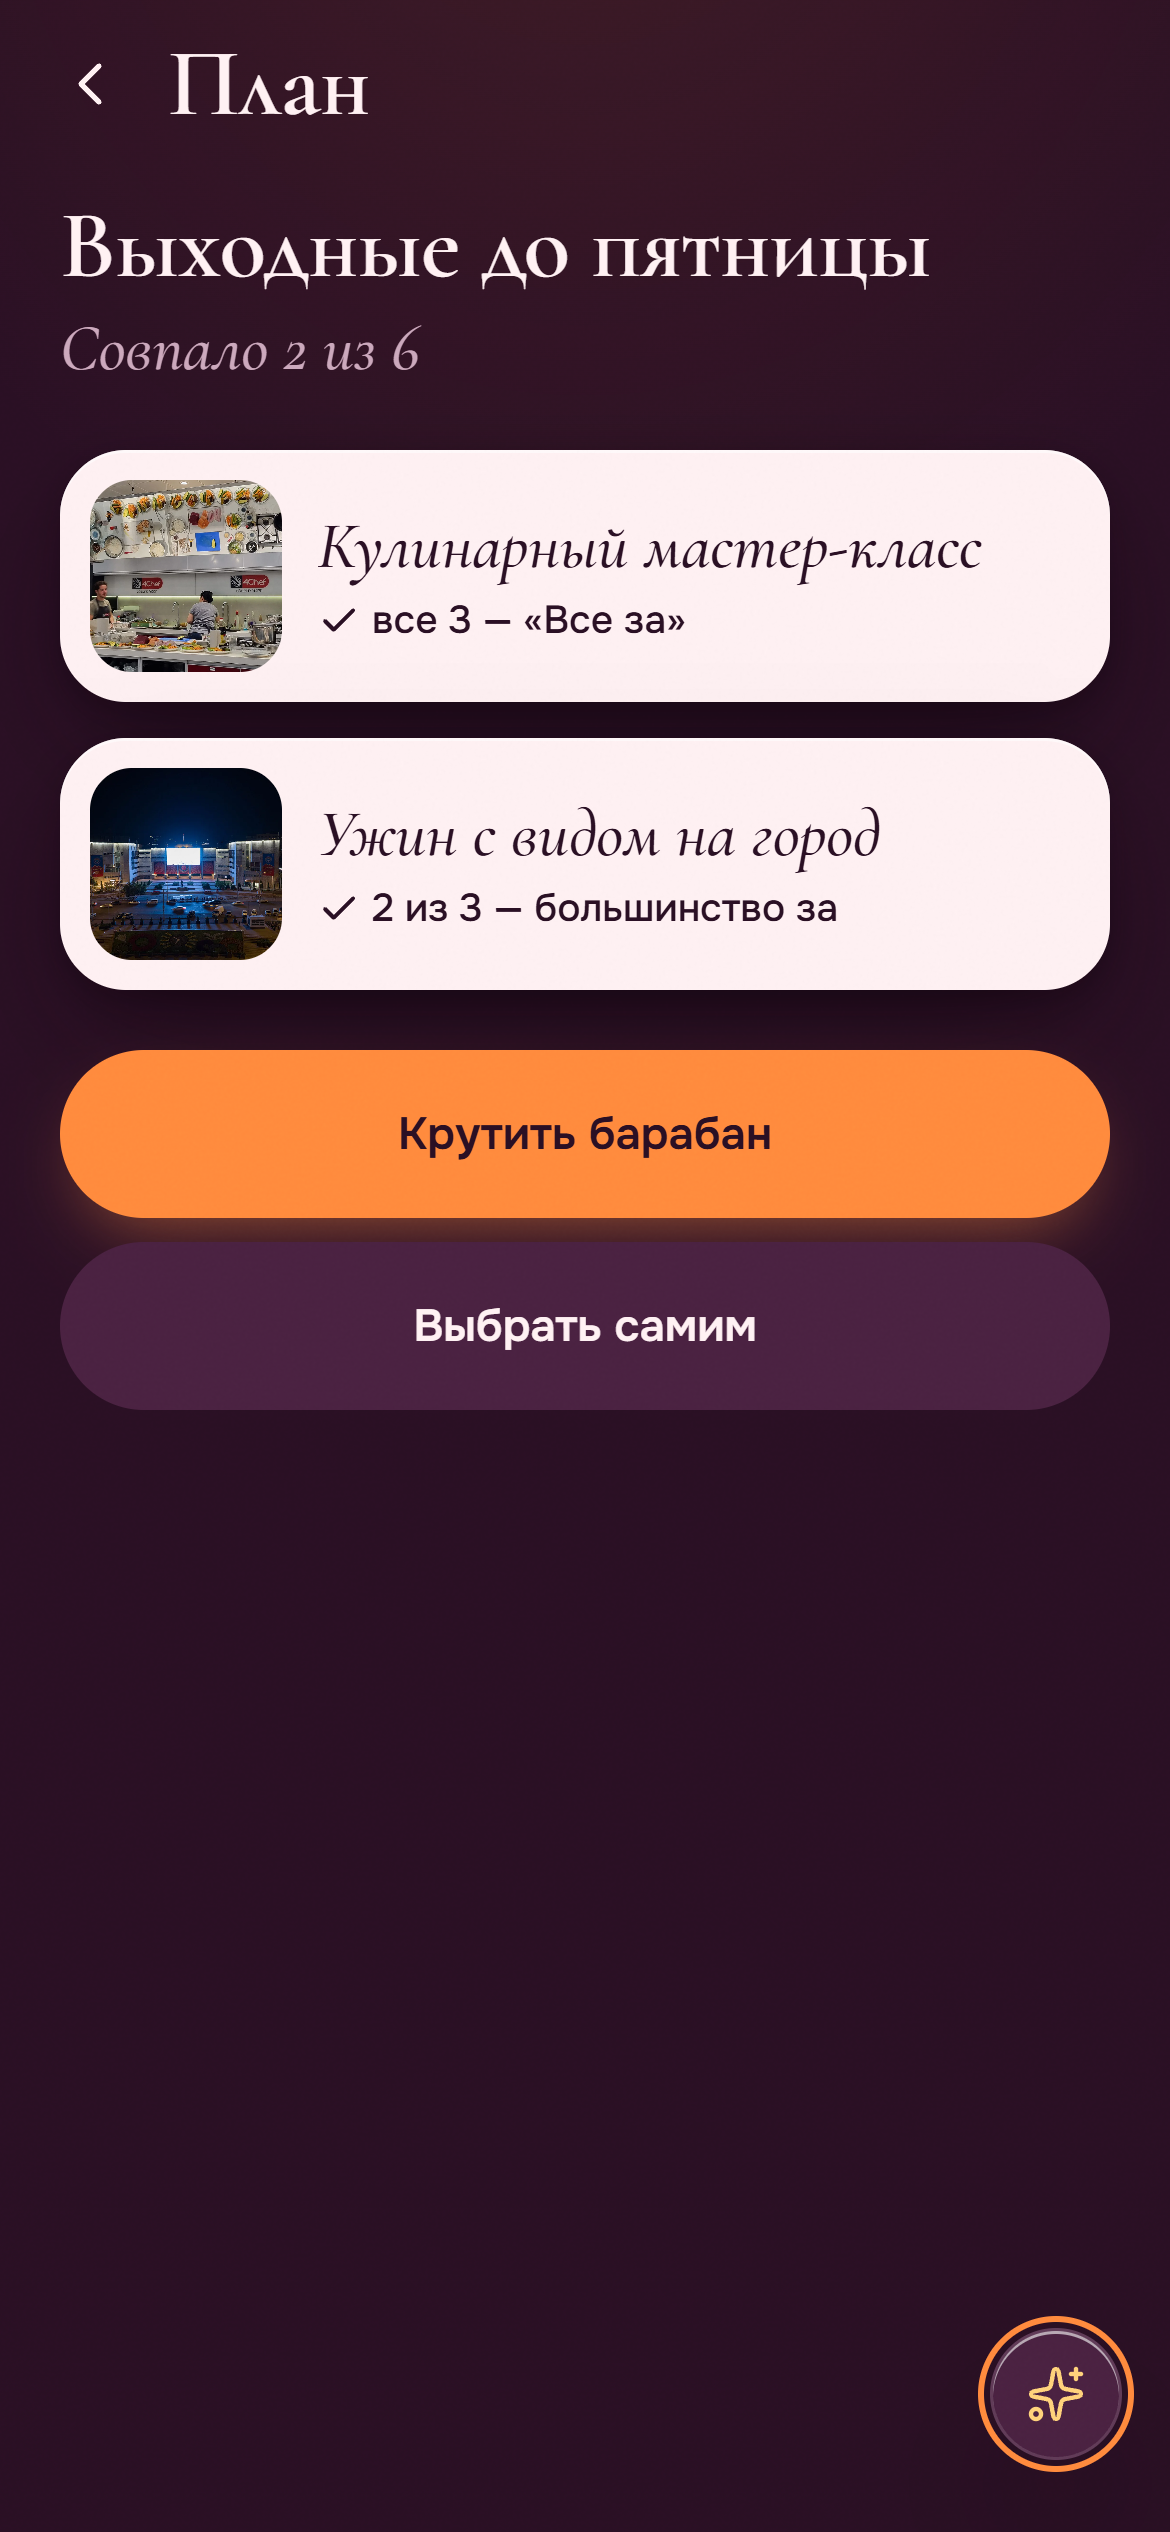 План
Выходные до пятницы
Совпало 2 из 6
Кулинарный мастер-класс
все 3 — «Все за»
Ужин с видом на город
2 из 3 — большинство за
Крутить барабан
Выбрать самим